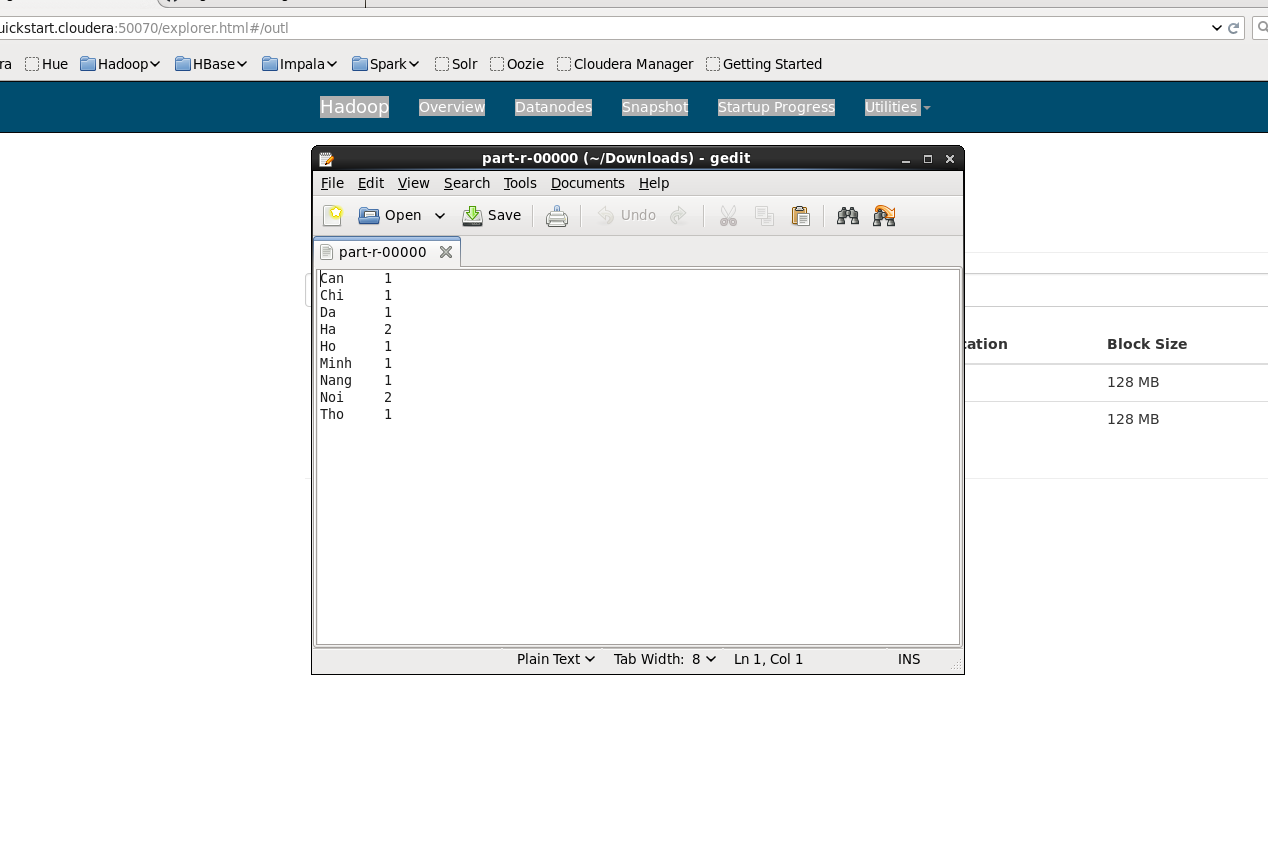 uickstart.cloudera:50070/explorer.html#/outl
ra Hue Hadoop HBase Impala Spark Solr Oozie Cloudera Manager Getting Started
Hadoop Overview Datanodes Snapshot Startup Progress Utilities
part-r-00000 (~/Downloads) - gedit
File Edit View Search Tools Documents Help
Open Save Undo
part-r-00000
Can 1
Chi 1
Da 1
Ha 2
Ho 1
Minh 1
Nang 1
Noi 2
Tho 1
cation Block Size
128 MB
128 MB
Plain Text Tab Width: 8 Ln 1, Col 1 INS